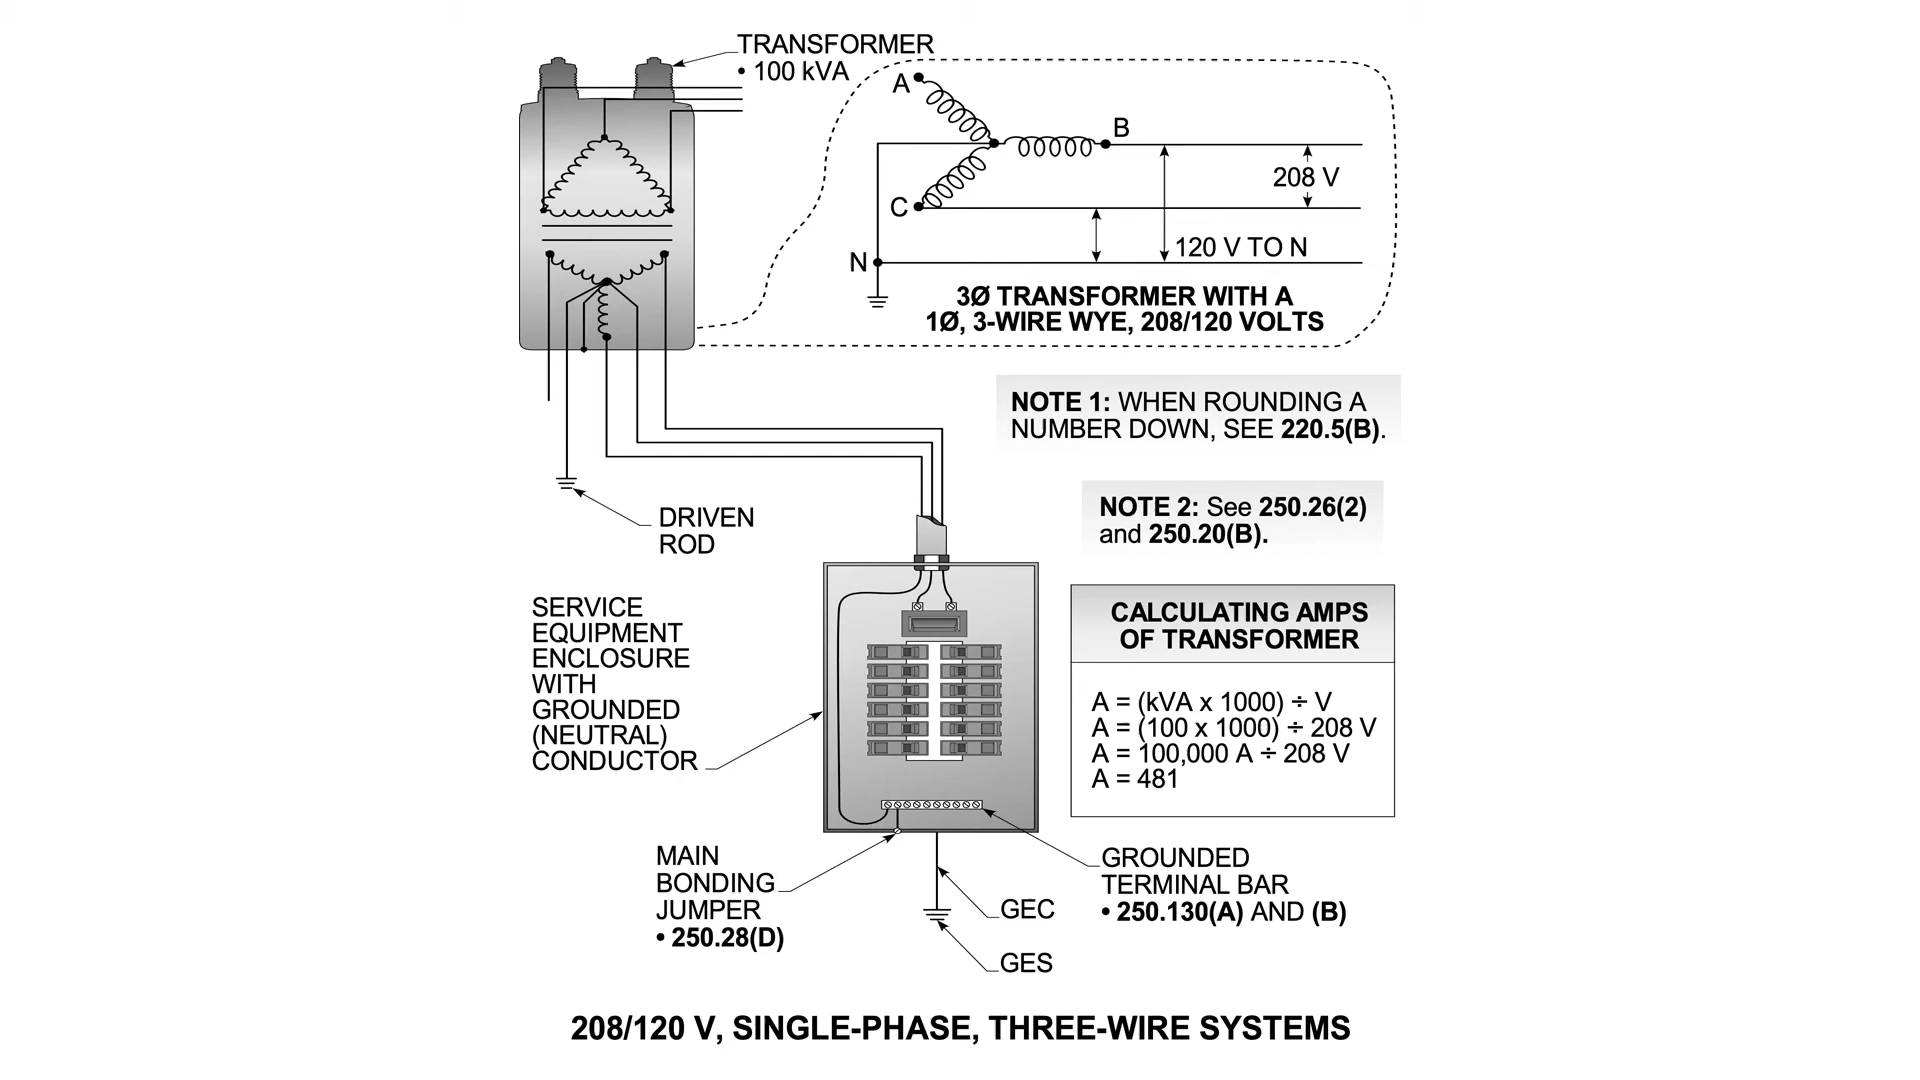 TRANSFORMER
• 100 kVA
A
B
208 V
C
120 V TO N
N
3Ø TRANSFORMER WITH A
1Ø, 3-WIRE WYE, 208/120 VOLTS
NOTE 1: WHEN ROUNDING A
NUMBER DOWN, SEE 220.5(B).
NOTE 2: See 250.26(2)
and 250.20(B).
DRIVEN
ROD
SERVICE
EQUIPMENT
ENCLOSURE
WITH
GROUNDED
(NEUTRAL)
CONDUCTOR
CALCULATING AMPS
OF TRANSFORMER
A = (kVA x 1000) ÷ V
A = (100 x 1000) ÷ 208 V
A = 100,000 A ÷ 208 V
A = 481
MAIN
BONDING
JUMPER
• 250.28(D)
GEC
GES
GROUNDED
TERMINAL BAR
• 250.130(A) AND (B)
208/120 V, SINGLE-PHASE, THREE-WIRE SYSTEMS